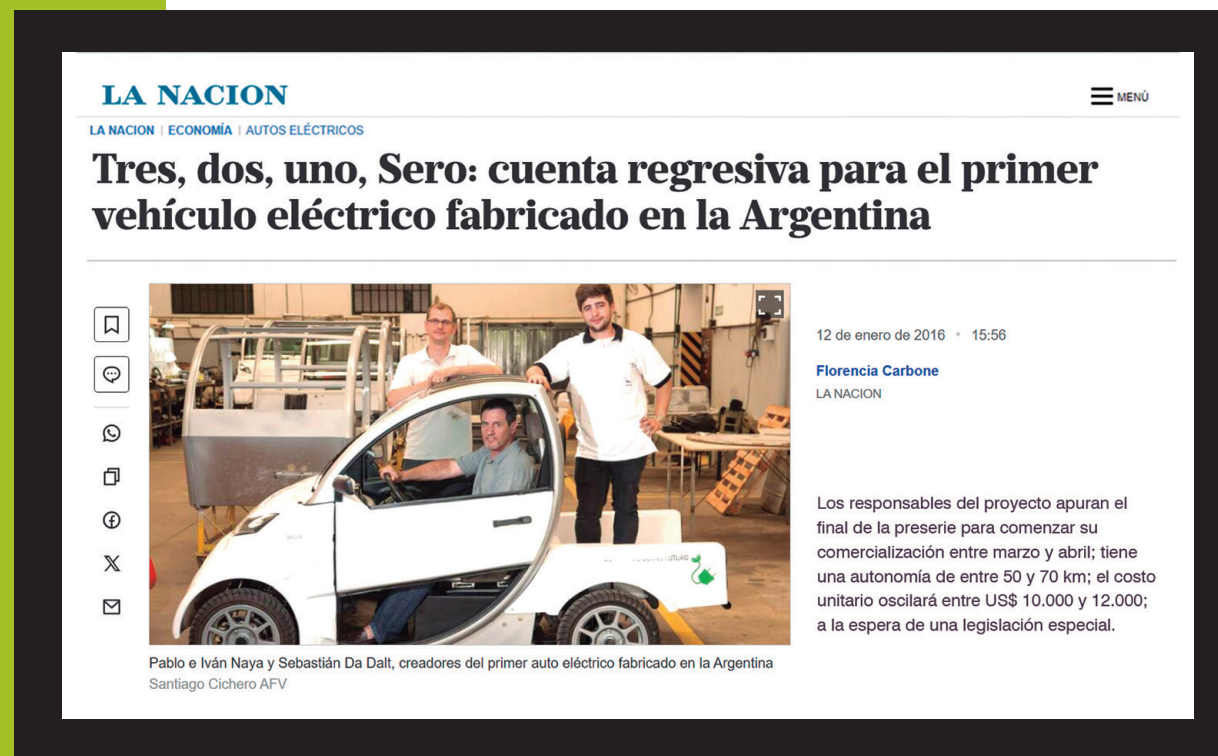 LA NACION
MENÚ
LA NACION | ECONOMÍA | AUTOS ELÉCTRICOS
Tres, dos, uno, Sero: cuenta regresiva para el primer
vehículo eléctrico fabricado en la Argentina
12 de enero de 2016 • 15:56
Florencia Carbone
LA NACION
Los responsables del proyecto apuran el
final de la preserie para comenzar su
comercialización entre marzo y abril; tiene
una autonomía de entre 50 y 70 km; el costo
unitario oscilará entre US$ 10.000 y 12.000;
a la espera de una legislación especial.
FUTURO
Pablo e Iván Naya y Sebastián Da Dalt, creadores del primer auto eléctrico fabricado en la Argentina
Santiago Cichero AFV